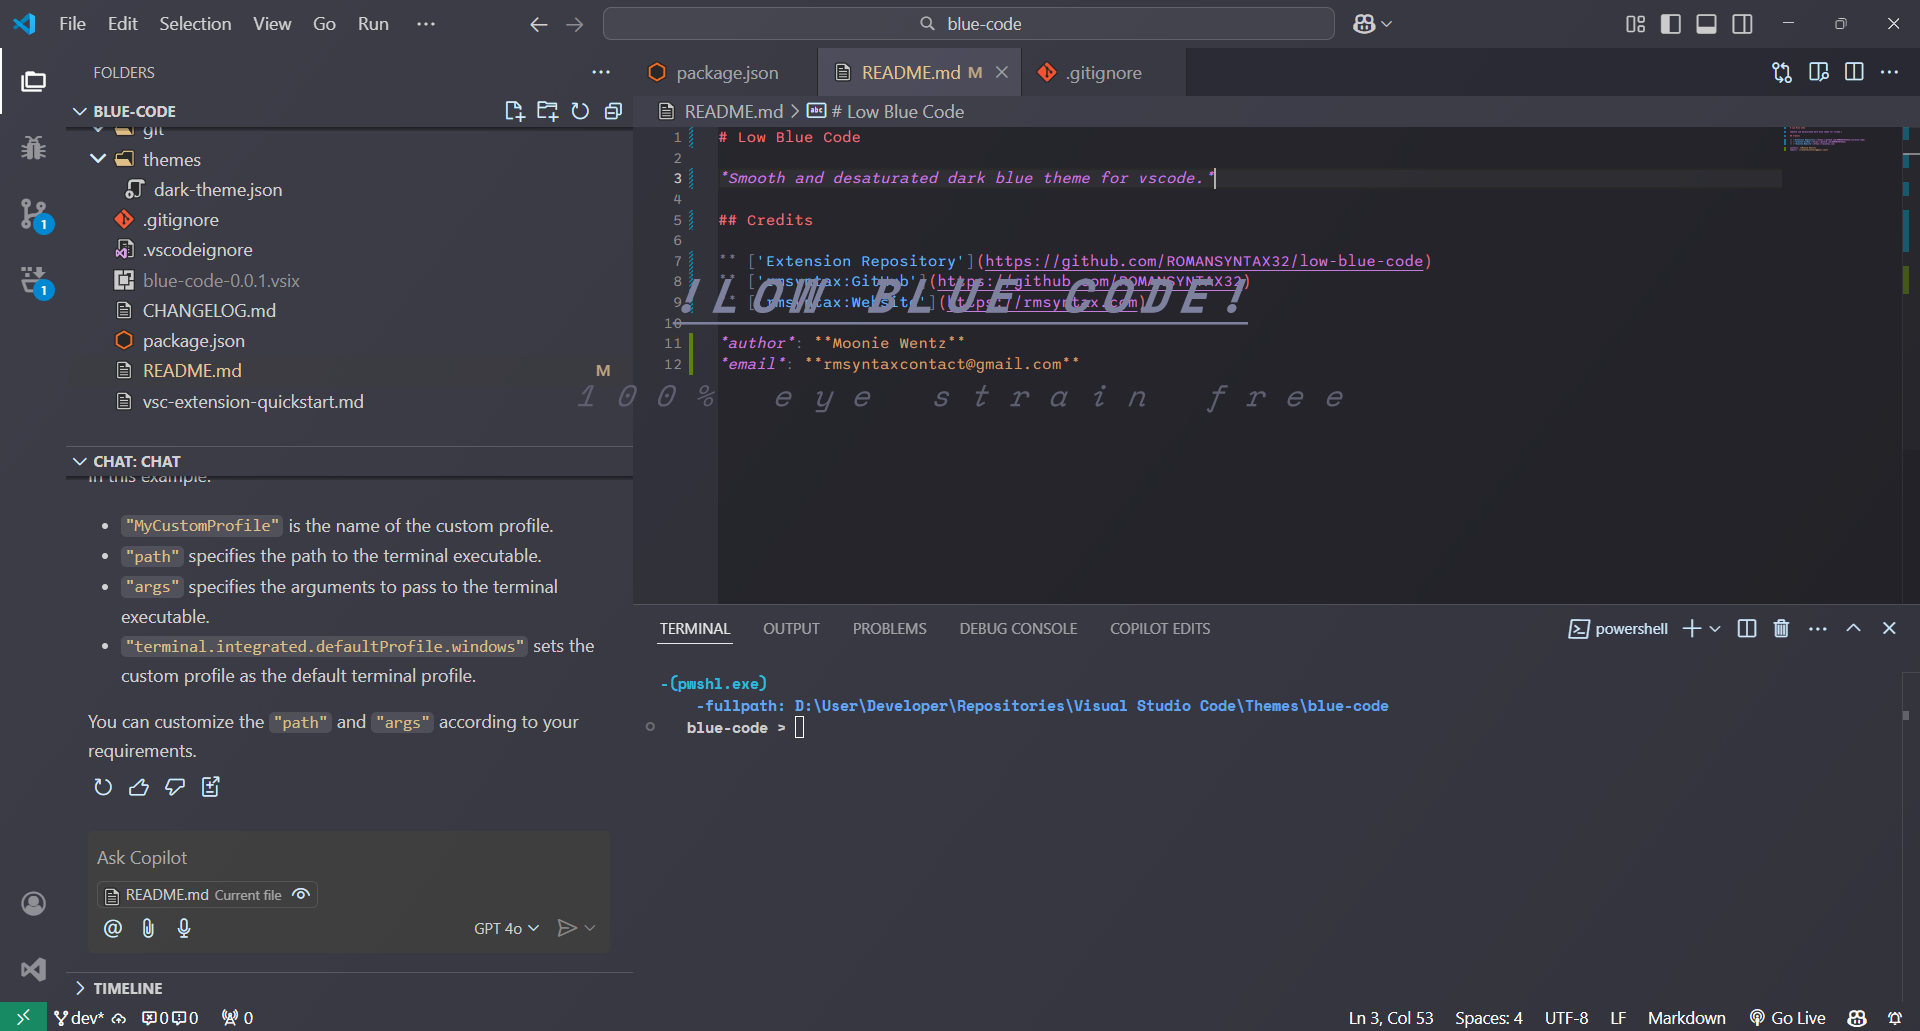 File Edit Selection View Go Run ···
blue-code
FOLDERS
BLUE-CODE
git
themes
dark-theme.json
.gitignore
.vscodeignore
blue-code-0.0.1.vsix
CHANGELOG.md
package.json
README.md M
vsc-extension-quickstart.md
1
1
CHAT: CHAT
In this example:
• "MyCustomProfile" is the name of the custom profile.
• "path" specifies the path to the terminal executable.
• "args" specifies the arguments to pass to the terminal
executable.
• "terminal.integrated.defaultProfile.windows" sets the
custom profile as the default terminal profile.
You can customize the "path" and "args" according to your
requirements.
Ask Copilot
README.md Current file
@ GPT 4o
TIMELINE
package.json README.md M .gitignore
README.md > abc # Low Blue Code
1 # Low Blue Code
2
3 *Smooth and desaturated dark blue theme for vscode.*
4
5 ## Credits
6
7 ** ['Extension Repository'](https://github.com/ROMANSYNTAX32/low-blue-code)
8 ** ['rmsyntax:GitHub'](https://github.com/ROMANSYNTAX32)
9 ** ['rmsyntax:Website'](https://rmsyntax.com)
10
11 *author*: **Moonie Wentz**
12 *email*: **rmsyntaxcontact@gmail.com**
!LOW BLUE CODE!
100% eye strain free
TERMINAL OUTPUT PROBLEMS DEBUG CONSOLE COPILOT EDITS
powershell
-(pwshl.exe)
-fullpath: D:\User\Developer\Repositories\Visual Studio Code\Themes\blue-code
blue-code >
dev* 0 0 0
Ln 3, Col 53 Spaces: 4 UTF-8 LF Markdown Go Live